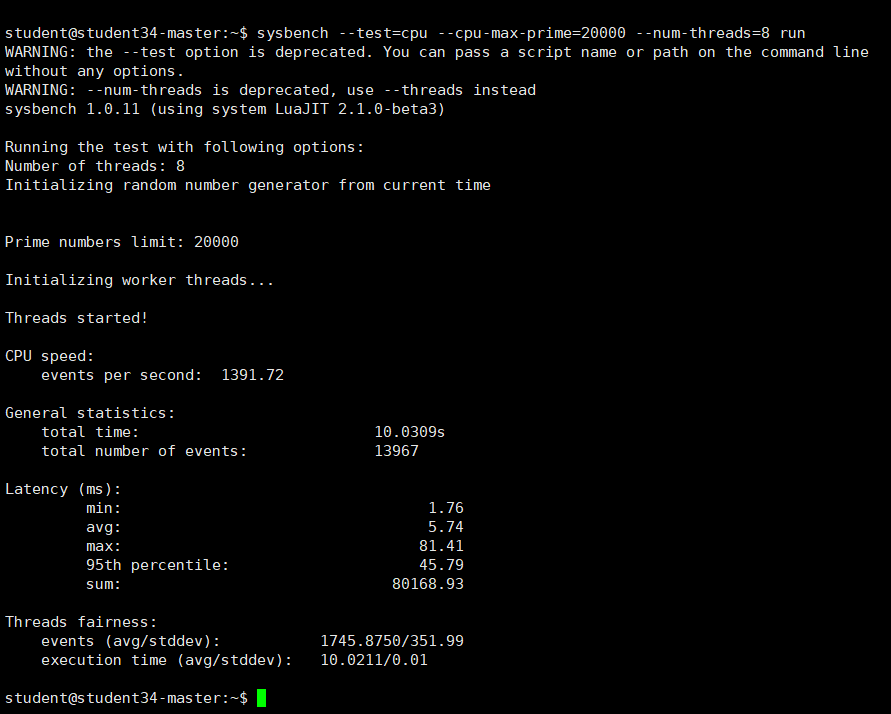 student@student34-master:~$ sysbench --test=cpu --cpu-max-prime=20000 --num-threads=8 run
WARNING: the --test option is deprecated. You can pass a script name or path on the command line
without any options.
WARNING: --num-threads is deprecated, use --threads instead
sysbench 1.0.11 (using system LuaJIT 2.1.0-beta3)
Running the test with following options:
Number of threads: 8
Initializing random number generator from current time
Prime numbers limit: 20000
Initializing worker threads...
Threads started!
CPU speed:
    events per second:  1391.72
General statistics:
    total time:                          10.0309s
    total number of events:              13967
Latency (ms):
         min:                                  1.76
         avg:                                  5.74
         max:                                 81.41
         95th percentile:                     45.79
         sum:                              80168.93
Threads fairness:
    events (avg/stddev):           1745.8750/351.99
    execution time (avg/stddev):   10.0211/0.01
student@student34-master:~$